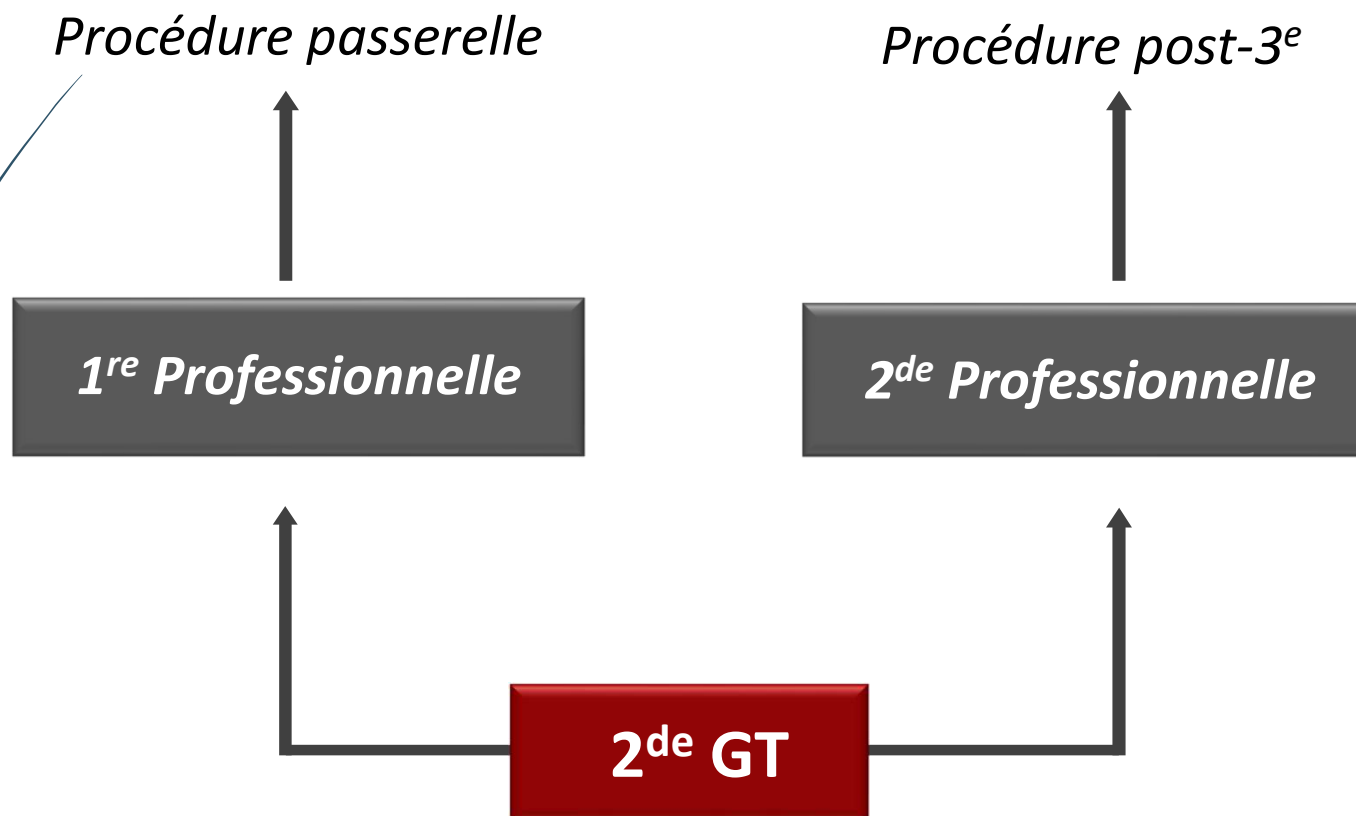 Procédure passerelle
Procédure post-3e
1re Professionnelle
2de Professionnelle
2de GT